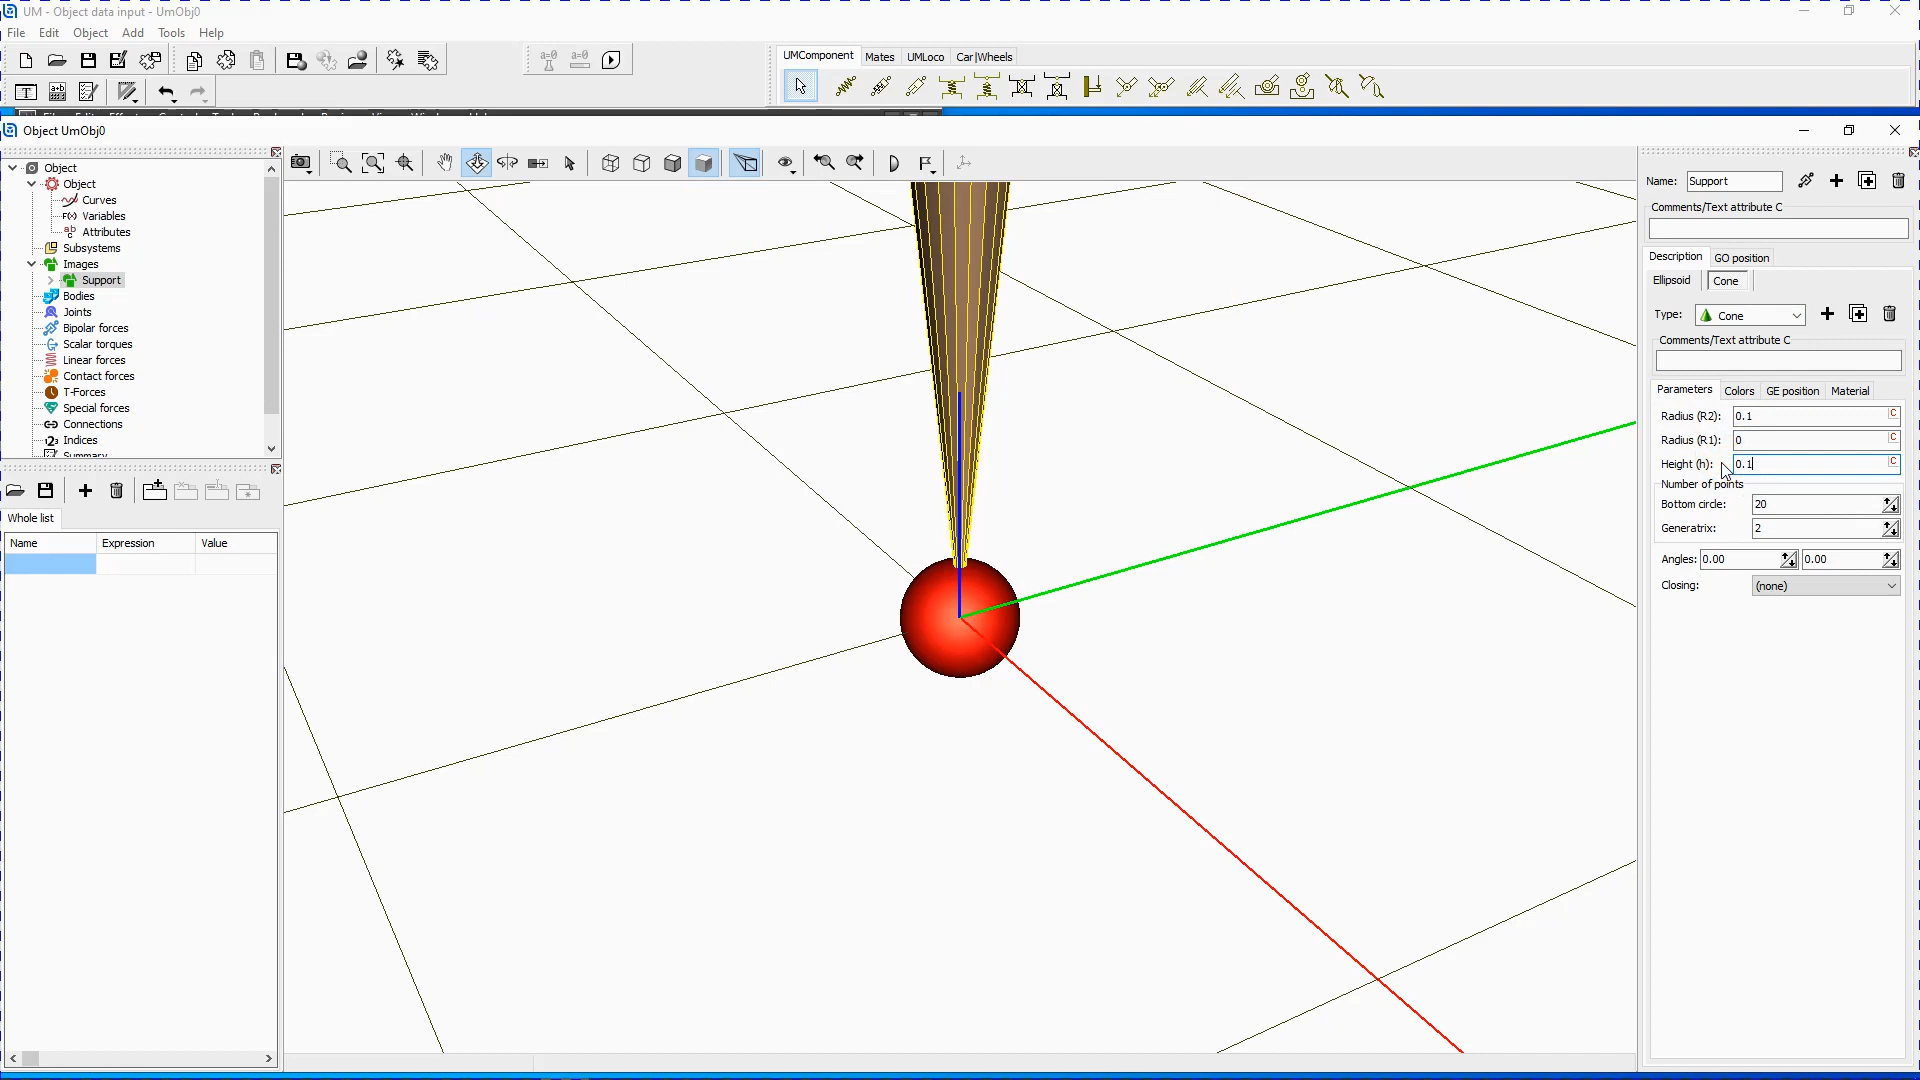 UM - Object data input - UmObj0
File Edit Object Add Tools Help
UMComponent Mates UMLoco Car|Wheels
Object UmObj0
Object
Object
Curves
F(x) Variables
ab c Attributes
Subsystems
Images
Support
Bodies
Joints
Bipolar forces
Scalar torques
Linear forces
Contact forces
T-Forces
Special forces
Connections
123 Indices
Summary
Whole list
Name Expression Value
Name: Support
Comments/Text attribute C
Description GO position
Ellipsoid Cone
Type: Cone
Comments/Text attribute C
Parameters Colors GE position Material
Radius (R2): 0.1 C
Radius (R1): 0 C
Height (h): 0.1 C
Number of points
Bottom circle: 20
Generatrix: 2
Angles: 0.00 0.00
Closing: (none)